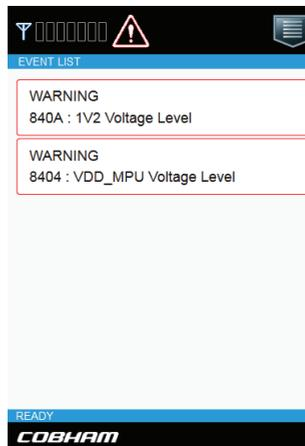 EVENT LIST
WARNING
840A : 1V2 Voltage Level
WARNING
8404 : VDD_MPU Voltage Level
READY
COBHAM